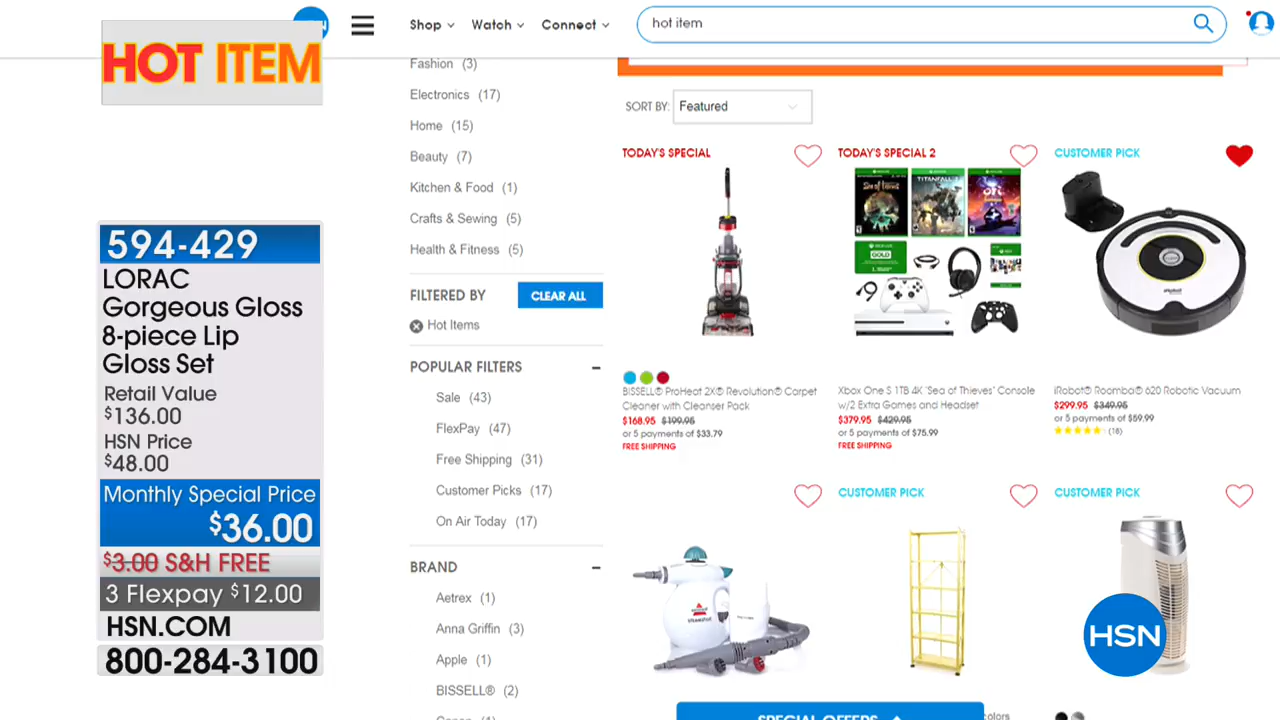 HOT ITEM
594-429
LORAC
Gorgeous Gloss
8-piece Lip
Gloss Set
Retail Value
$136.00
HSN Price
$48.00
Monthly Special Price
$36.00
$3.00 S&H FREE
3 Flexpay $12.00
HSN.COM
800-284-3100
Shop
Watch
Connect
hot item
Fashion (3)
Electronics (17)
Home (15)
Beauty (7)
Kitchen & Food (1)
Crafts & Sewing (5)
Health & Fitness (5)
FILTERED BY
CLEAR ALL
Hot Items
POPULAR FILTERS
Sale (43)
FlexPay (47)
Free Shipping (31)
Customer Picks (17)
On Air Today (17)
BRAND
Aetrex (1)
Anna Griffin (3)
Apple (1)
BISSELL® (2)
SORT BY:
Featured
TODAY'S SPECIAL
BISSELL® ProHeat 2X® Revolution® Carpet
Cleaner with Cleanser Pack
$168.95 $199.95
or 5 payments of $33.79
FREE SHIPPING
TODAY'S SPECIAL 2
Sea of Thieves
TITANFALL
ori
GOLD
Xbox One S 1TB 4K "Sea of Thieves" Console
w/2 Extra Games and Headset
$379.95 $429.95
or 5 payments of $75.99
FREE SHIPPING
CUSTOMER PICK
iRobot® Roomba® 620 Robotic Vacuum
$299.95 $349.95
or 5 payments of $59.99
(16)
CUSTOMER PICK
CUSTOMER PICK
HSN
SPECIAL OFFERS
colors